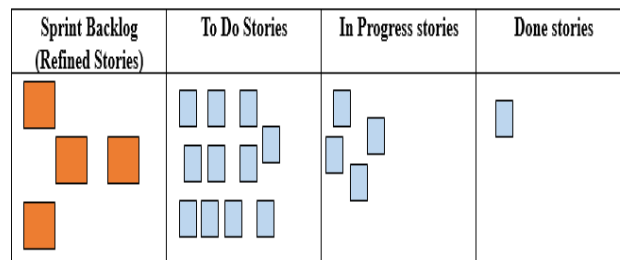 Sprint Backlog
(Refined Stories)
To Do Stories
In Progress stories
Done stories